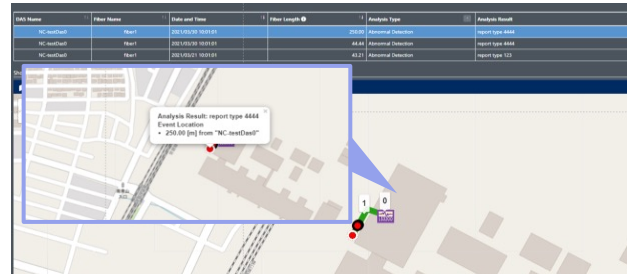 DAS Name Fiber Name Date and Time Fiber Length Analysis Type Analysis Result
NC-testDas0 fiber1 2021/03/30 10:01:01 250.00 Abnormal Detection report type 4444
NC-testDas0 fiber1 2021/03/30 10:01:01 44.44 Abnormal Detection report type 4444
NC-testDas0 fiber1 2021/03/21 10:01:01 43.21 Abnormal Detection report type 123
Analysis Result: report type 4444
Event Location
• 250.00 [m] from "NC-testDas0"
1 0